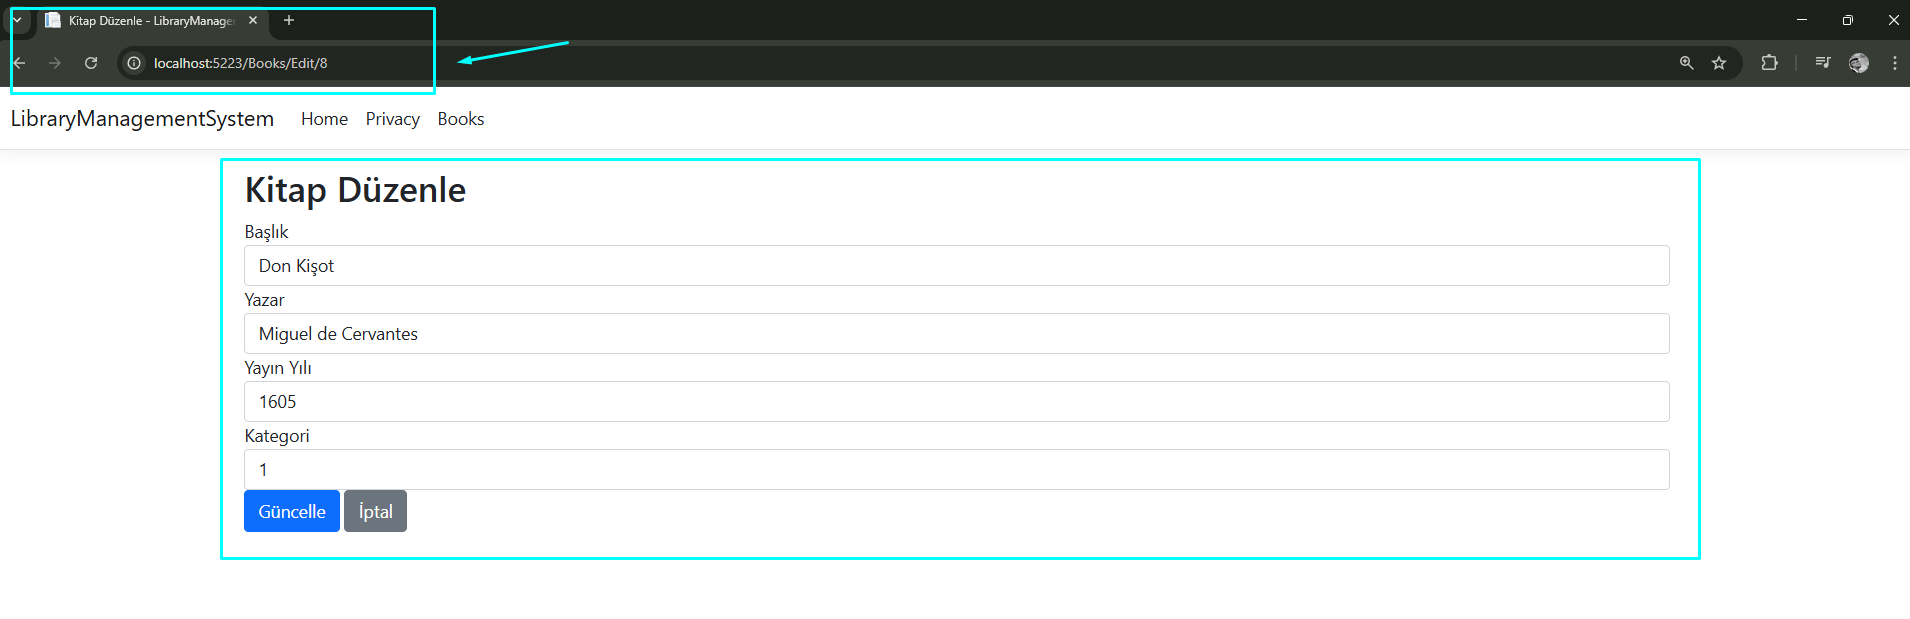 Kitap Düzenle - LibraryManager
localhost:5223/Books/Edit/8
LibraryManagementSystem Home Privacy Books
Kitap Düzenle
Başlık
Don Kişot
Yazar
Miguel de Cervantes
Yayın Yılı
1605
Kategori
1
Güncelle İptal